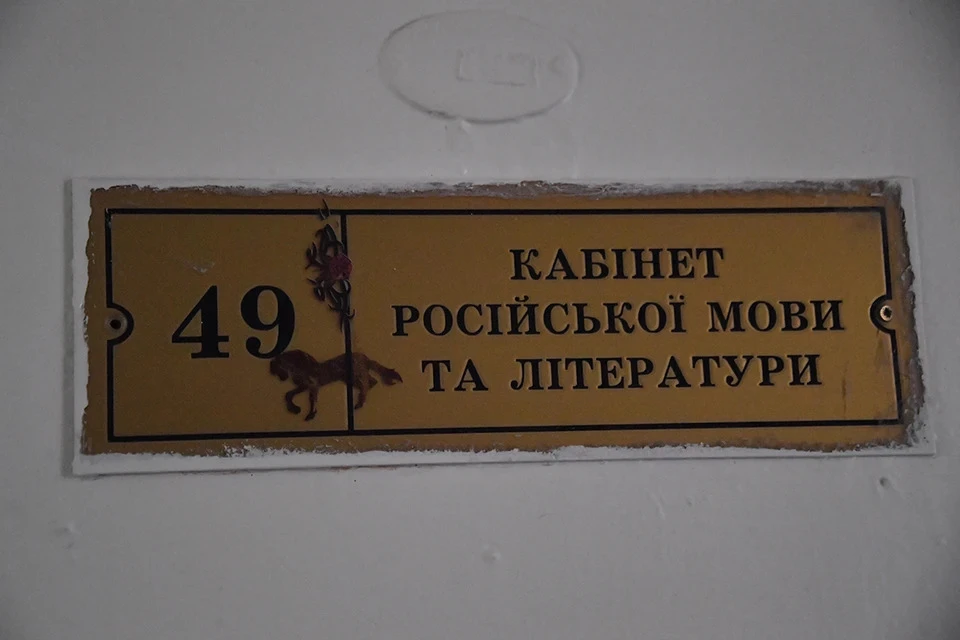 49
КАБІНЕТ
РОСІЙСЬКОЇ МОВИ
ТА ЛІТЕРАТУРИ